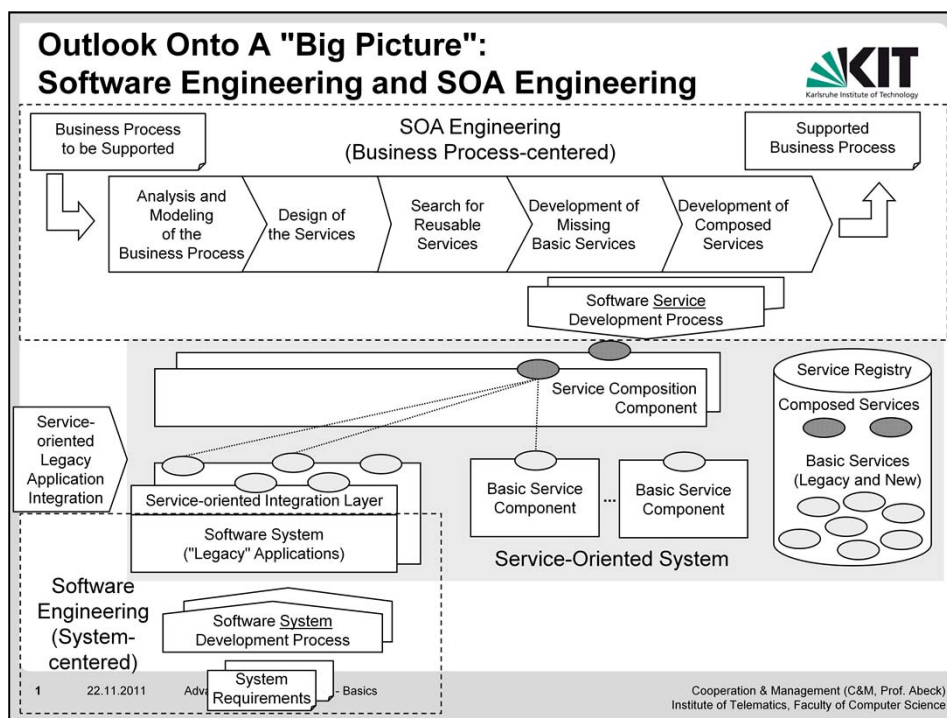 Outlook Onto A "Big Picture":
Software Engineering and SOA Engineering
KIT
Karlsruhe Institute of Technology
Business Process
to be Supported
SOA Engineering
(Business Process-centered)
Supported
Business Process
Analysis and
Modeling
of the
Business Process
Design of
the Services
Search for
Reusable
Services
Development of
Missing
Basic Services
Development of
Composed
Services
Software Service
Development Process
Service Composition
Component
Service Registry
Composed Services
Basic Services
(Legacy and New)
Service-
oriented
Legacy
Application
Integration
Service-oriented Integration Layer
Software System
("Legacy" Applications)
Basic Service
Component
...
Basic Service
Component
Service-Oriented System
Software
Engineering
(System-
centered)
Software System
Development Process
System
Requirements
1 22.11.2011 - Basics
Cooperation & Management (C&M, Prof. Abeck)
Institute of Telematics, Faculty of Computer Science